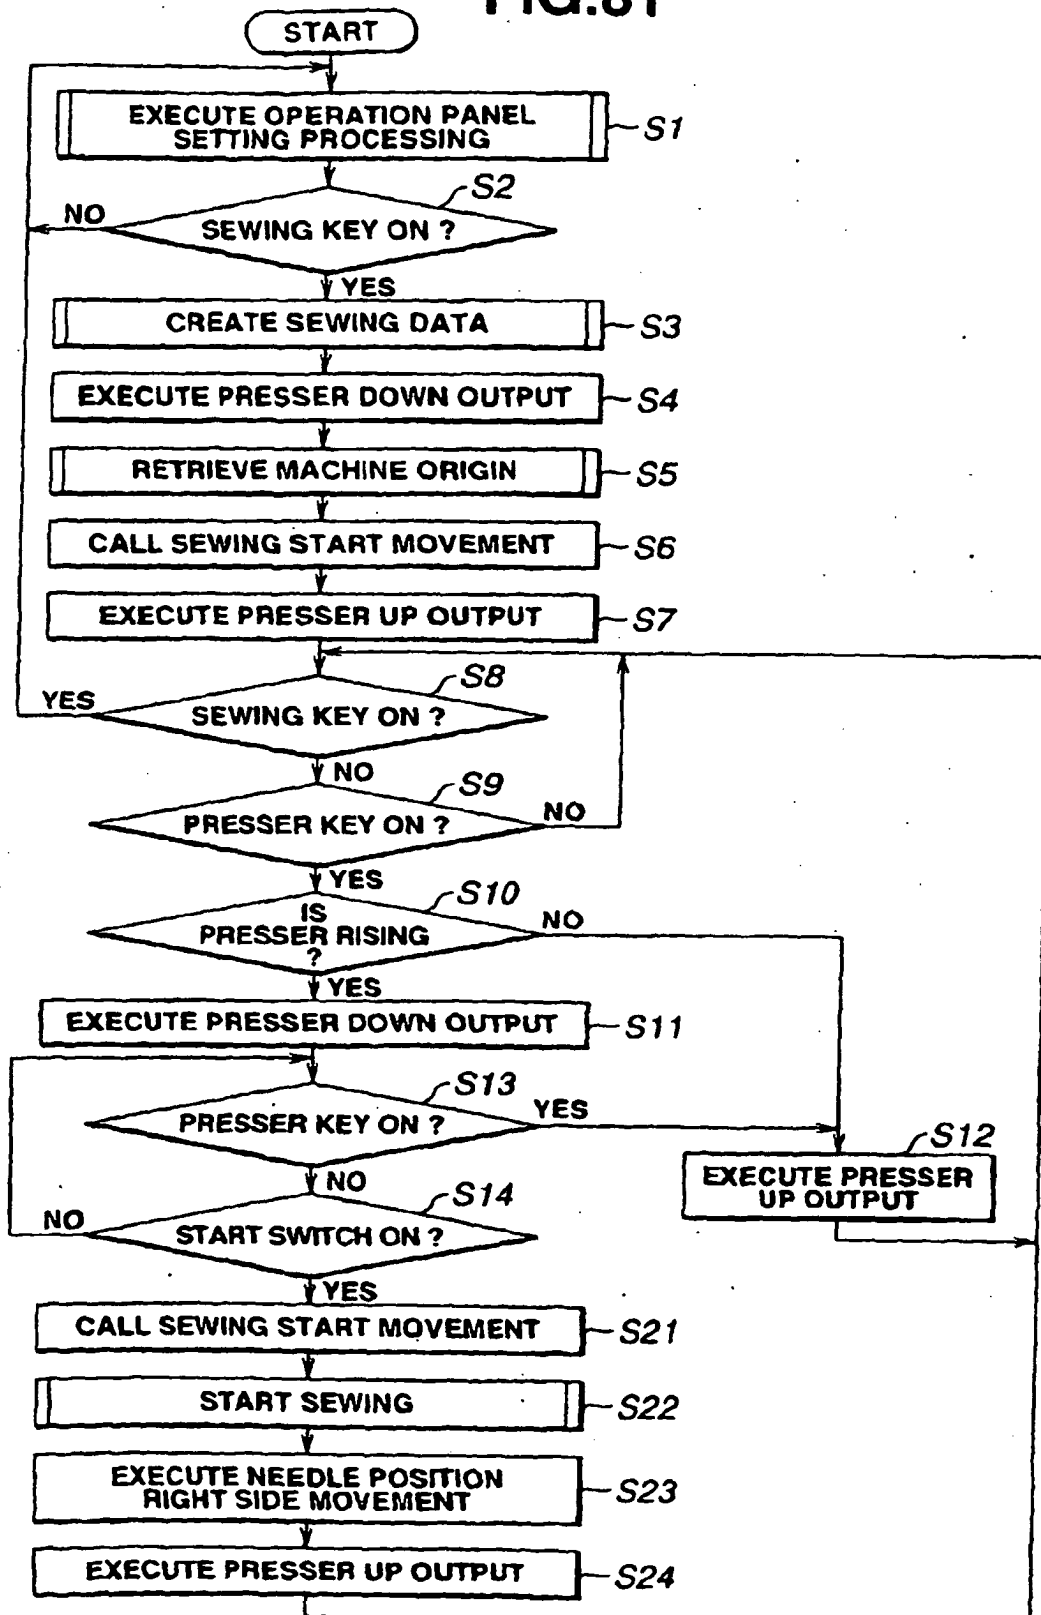 FIG.81
START
EXECUTE OPERATION PANEL
SETTING PROCESSING
S1
S2
NO
SEWING KEY ON ?
YES
CREATE SEWING DATA
S3
EXECUTE PRESSER DOWN OUTPUT
S4
RETRIEVE MACHINE ORIGIN
S5
CALL SEWING START MOVEMENT
S6
EXECUTE PRESSER UP OUTPUT
S7
S8
YES
SEWING KEY ON ?
NO
S9
PRESSER KEY ON ?
NO
YES
S10
IS
PRESSER RISING
?
NO
YES
EXECUTE PRESSER DOWN OUTPUT
S11
S13
PRESSER KEY ON ?
YES
S12
EXECUTE PRESSER
UP OUTPUT
NO
S14
NO
START SWITCH ON ?
YES
CALL SEWING START MOVEMENT
S21
START SEWING
S22
EXECUTE NEEDLE POSITION
RIGHT SIDE MOVEMENT
S23
EXECUTE PRESSER UP OUTPUT
S24